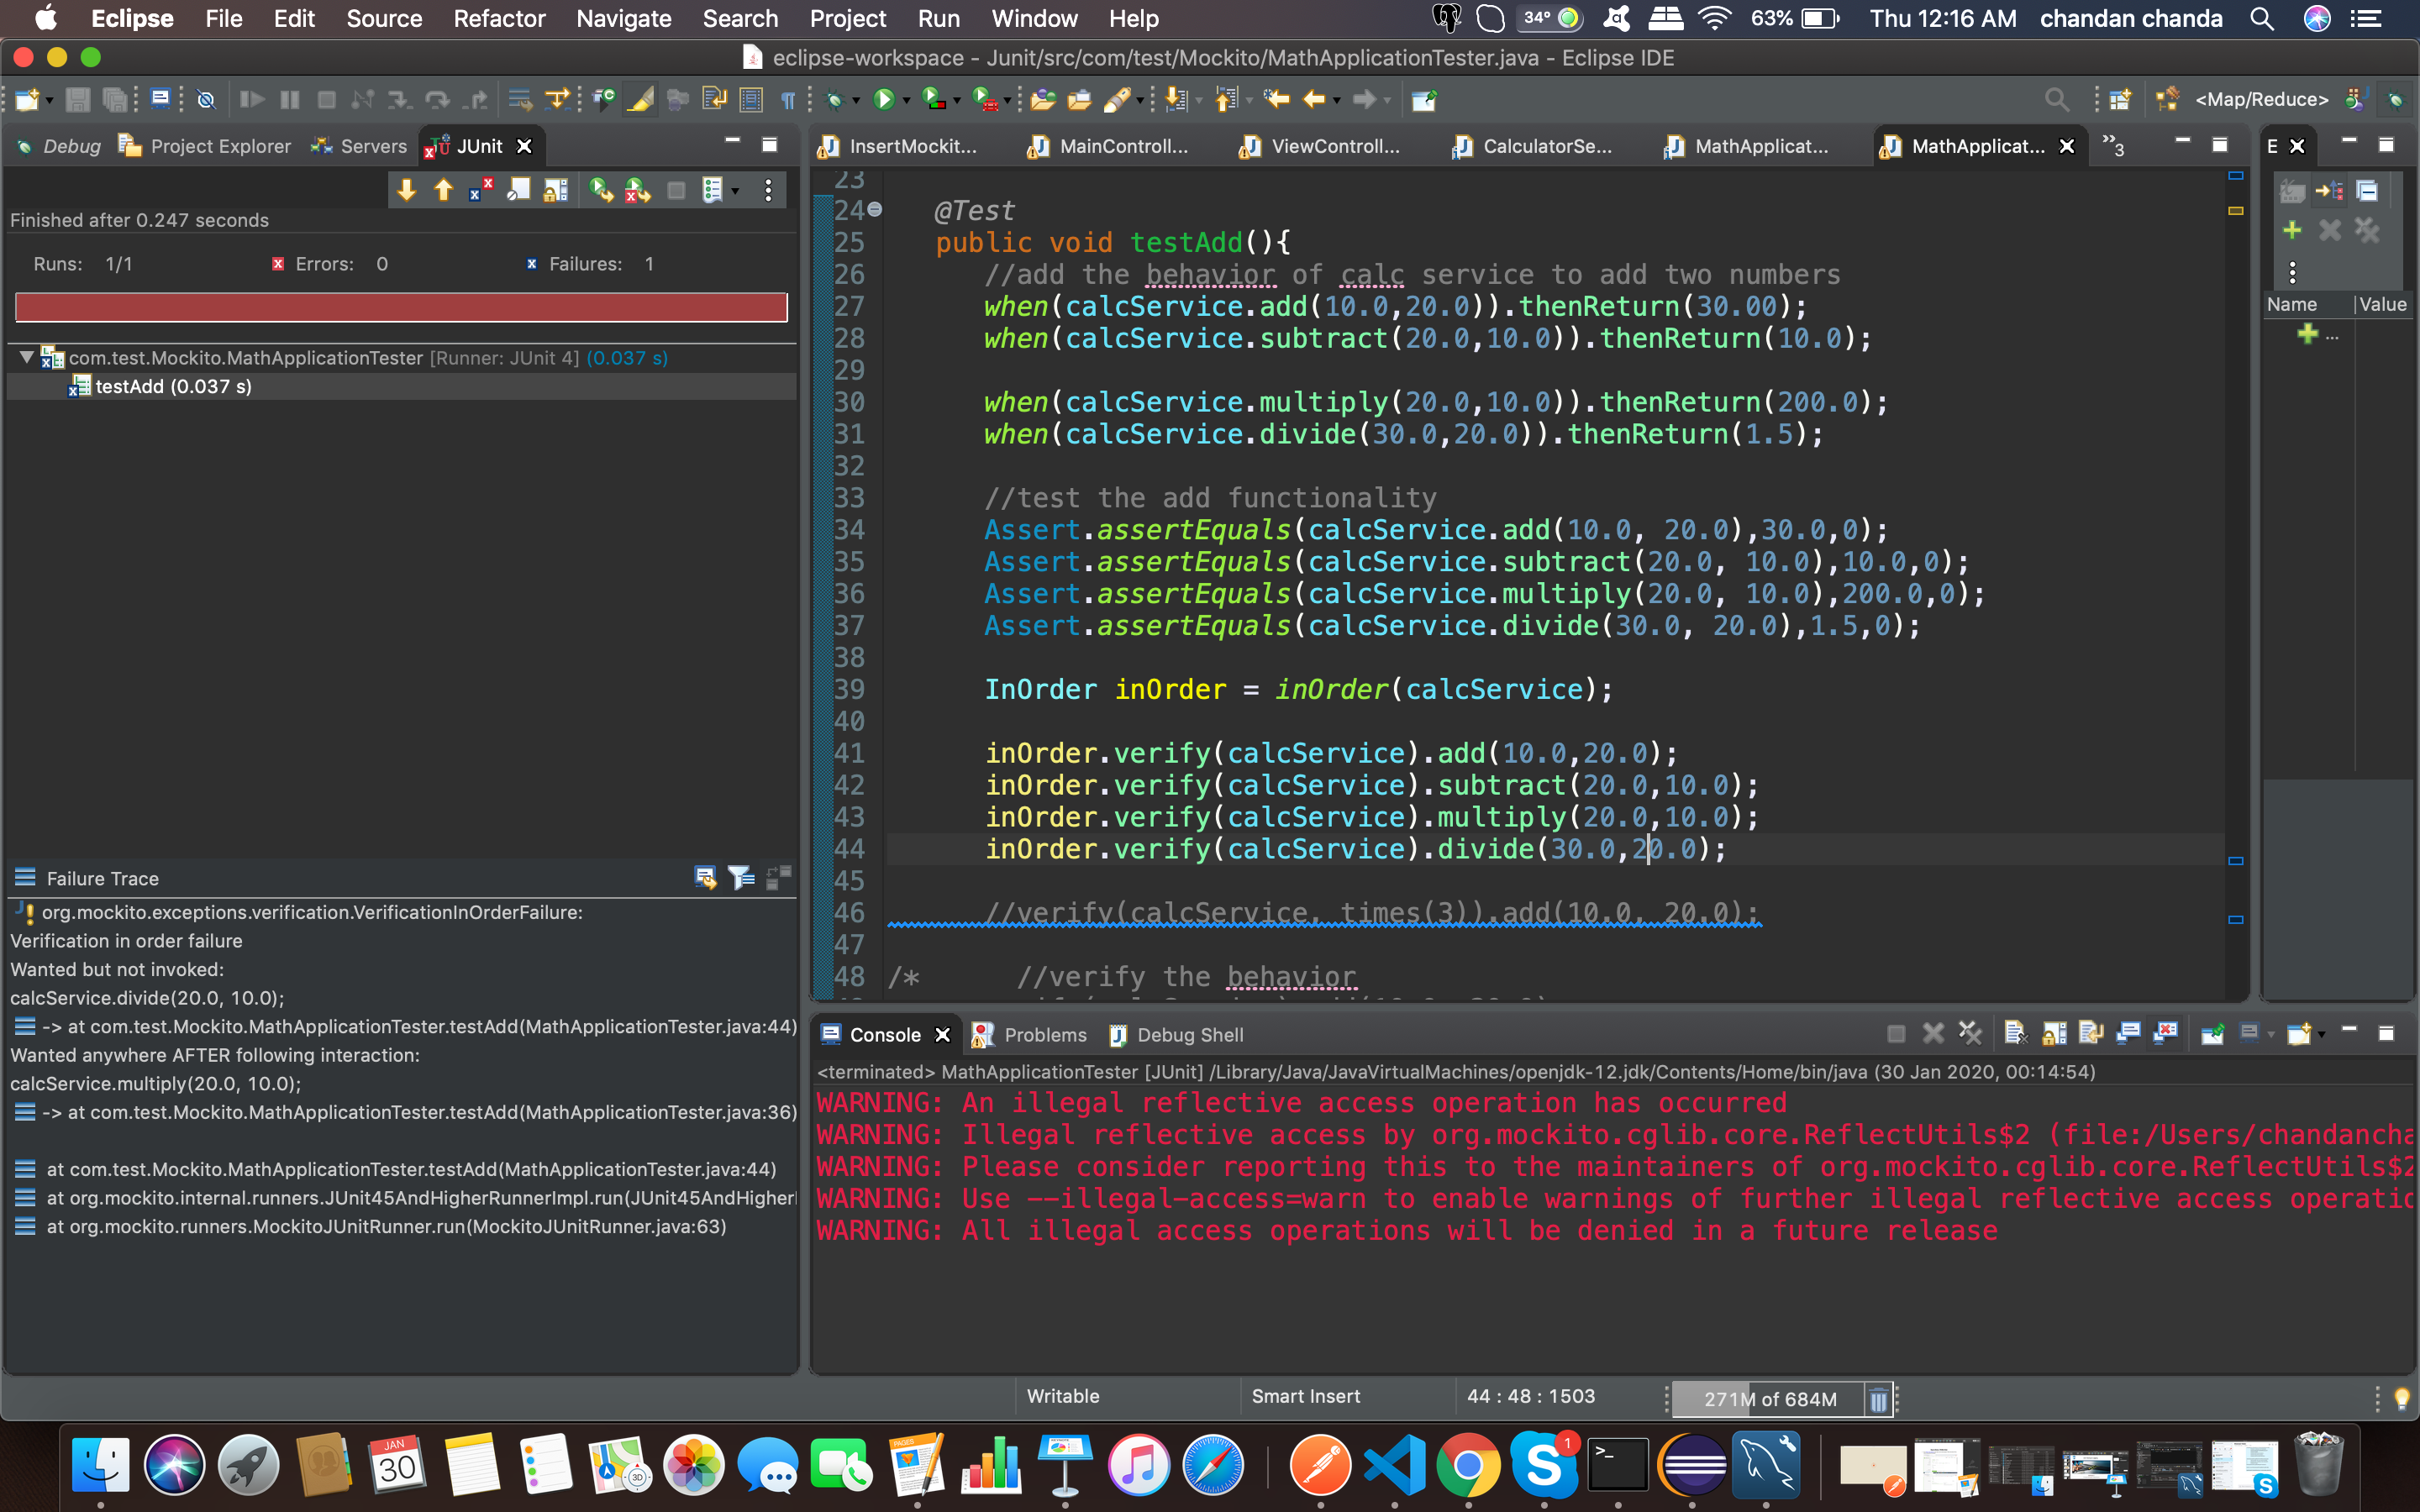 Eclipse File Edit Source Refactor Navigate Search Project Run Window Help 34° 63% Thu 12:16 AM chandan chanda
eclipse-workspace - Junit/src/com/test/Mockito/MathApplicationTester.java - Eclipse IDE
<Map/Reduce>
Debug Project Explorer Servers JUnit
Finished after 0.247 seconds
Runs: 1/1 Errors: 0 Failures: 1
com.test.Mockito.MathApplicationTester [Runner: JUnit 4] (0.037 s)
testAdd (0.037 s)
Failure Trace
org.mockito.exceptions.verification.VerificationInOrderFailure:
Verification in order failure
Wanted but not invoked:
calcService.divide(20.0, 10.0);
-> at com.test.Mockito.MathApplicationTester.testAdd(MathApplicationTester.java:44)
Wanted anywhere AFTER following interaction:
calcService.multiply(20.0, 10.0);
-> at com.test.Mockito.MathApplicationTester.testAdd(MathApplicationTester.java:36)
at com.test.Mockito.MathApplicationTester.testAdd(MathApplicationTester.java:44)
at org.mockito.internal.runners.JUnit45AndHigherRunnerImpl.run(JUnit45AndHigher
at org.mockito.runners.MockitoJUnitRunner.run(MockitoJUnitRunner.java:63)
InsertMockit... MainControll... ViewControll... CalculatorSe... MathApplicat... MathApplicat... 3
23
24 @Test
25 public void testAdd(){
26 //add the behavior of calc service to add two numbers
27 when(calcService.add(10.0,20.0)).thenReturn(30.00);
28 when(calcService.subtract(20.0,10.0)).thenReturn(10.0);
29
30 when(calcService.multiply(20.0,10.0)).thenReturn(200.0);
31 when(calcService.divide(30.0,20.0)).thenReturn(1.5);
32
33 //test the add functionality
34 Assert.assertEquals(calcService.add(10.0, 20.0),30.0,0);
35 Assert.assertEquals(calcService.subtract(20.0, 10.0),10.0,0);
36 Assert.assertEquals(calcService.multiply(20.0, 10.0),200.0,0);
37 Assert.assertEquals(calcService.divide(30.0, 20.0),1.5,0);
38
39 InOrder inOrder = inOrder(calcService);
40
41 inOrder.verify(calcService).add(10.0,20.0);
42 inOrder.verify(calcService).subtract(20.0,10.0);
43 inOrder.verify(calcService).multiply(20.0,10.0);
44 inOrder.verify(calcService).divide(30.0,20.0);
45
46 //verify(calcService, times(3)).add(10.0, 20.0);
47
48 /* //verify the behavior
E
Name Value
...
Console Problems Debug Shell
<terminated> MathApplicationTester [JUnit] /Library/Java/JavaVirtualMachines/openjdk-12.jdk/Contents/Home/bin/java (30 Jan 2020, 00:14:54)
WARNING: An illegal reflective access operation has occurred
WARNING: Illegal reflective access by org.mockito.cglib.core.ReflectUtils$2 (file:/Users/chandancha
WARNING: Please consider reporting this to the maintainers of org.mockito.cglib.core.ReflectUtils$2
WARNING: Use --illegal-access=warn to enable warnings of further illegal reflective access operatio
WARNING: All illegal access operations will be denied in a future release
Writable Smart Insert 44 : 48 : 1503 271M of 684M
JAN
30
PAGES
3D
1